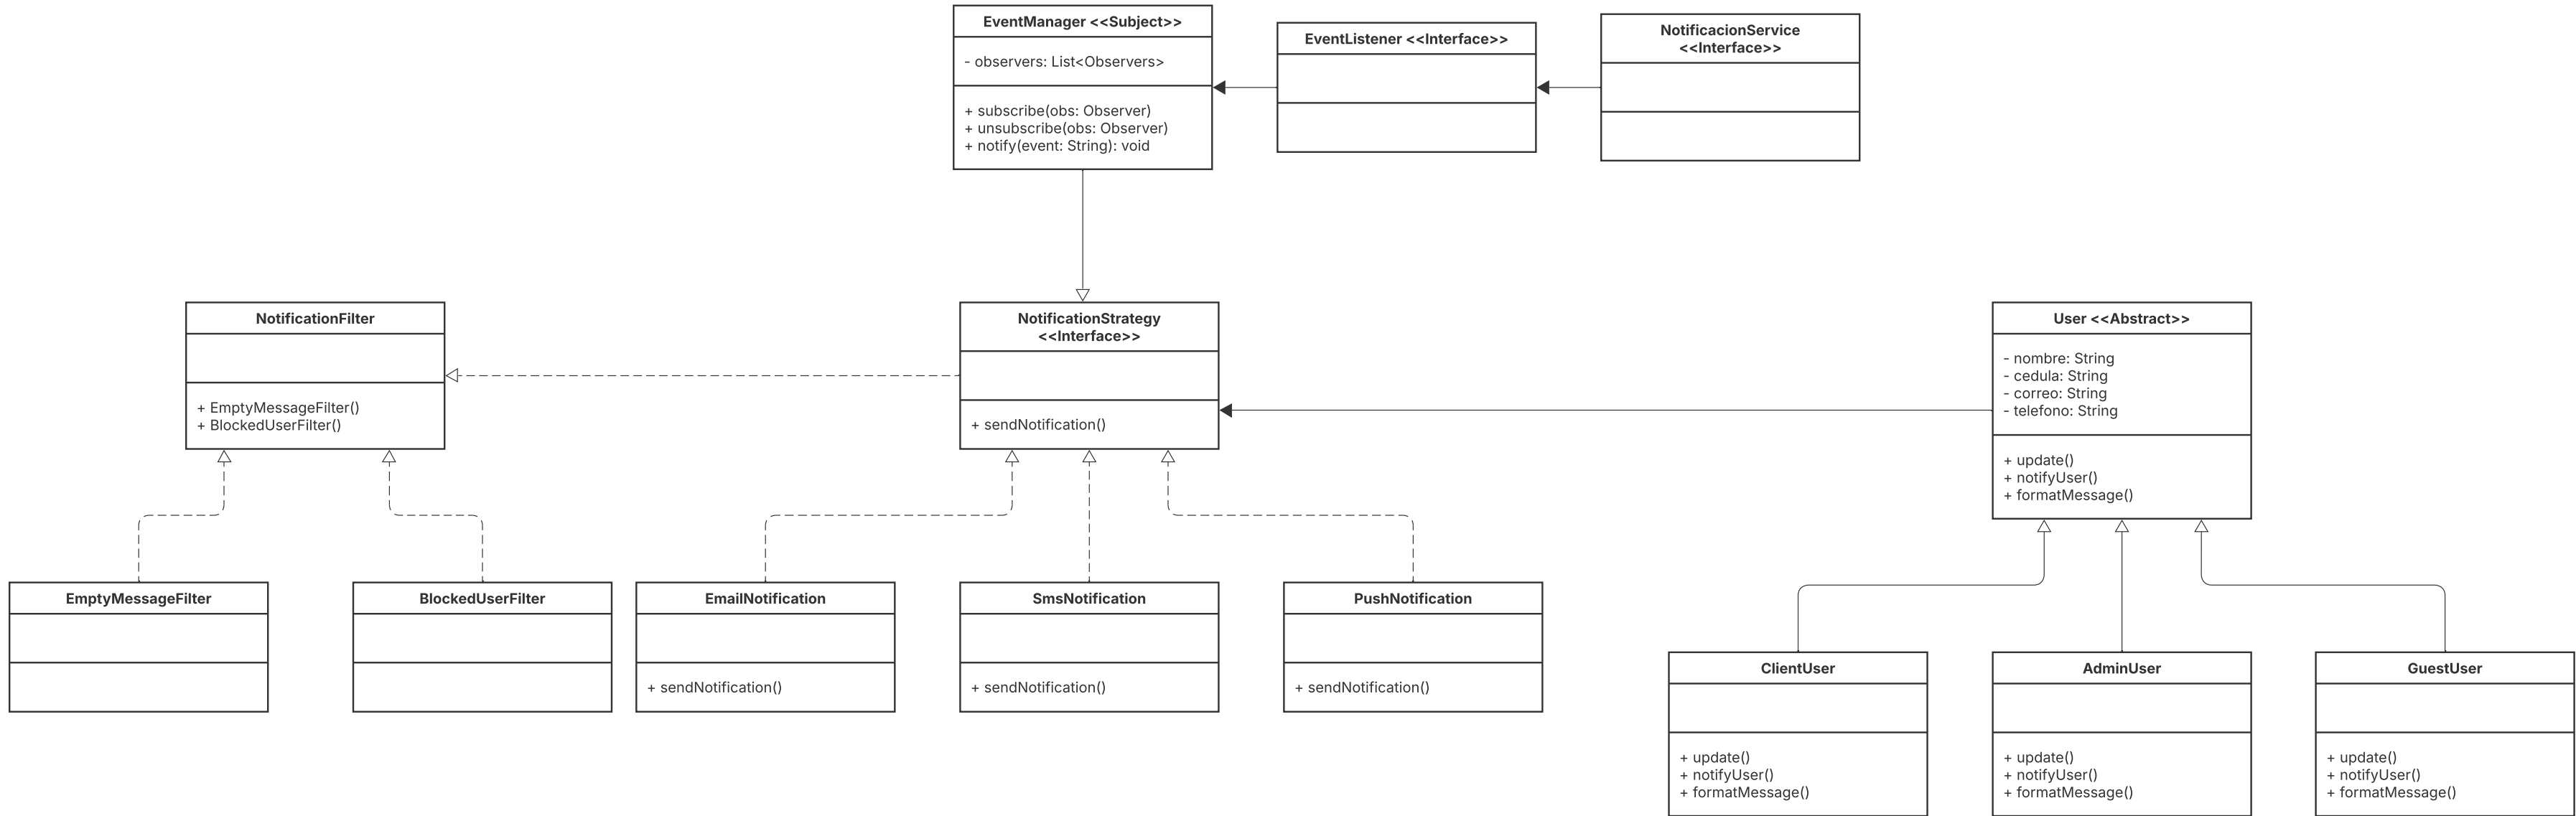 EventManager <<Subject>>
- observers: List<Observers>
+ subscribe(obs: Observer)
+ unsubscribe(obs: Observer)
+ notify(event: String): void
EventListener <<Interface>>
NotificacionService
<<Interface>>
NotificationFilter
+ EmptyMessageFilter()
+ BlockedUserFilter()
NotificationStrategy
<<Interface>>
+ sendNotification()
User <<Abstract>>
- nombre: String
- cedula: String
- correo: String
- telefono: String
+ update()
+ notifyUser()
+ formatMessage()
EmptyMessageFilter
BlockedUserFilter
EmailNotification
+ sendNotification()
SmsNotification
+ sendNotification()
PushNotification
+ sendNotification()
ClientUser
+ update()
+ notifyUser()
+ formatMessage()
AdminUser
+ update()
+ notifyUser()
+ formatMessage()
GuestUser
+ update()
+ notifyUser()
+ formatMessage()